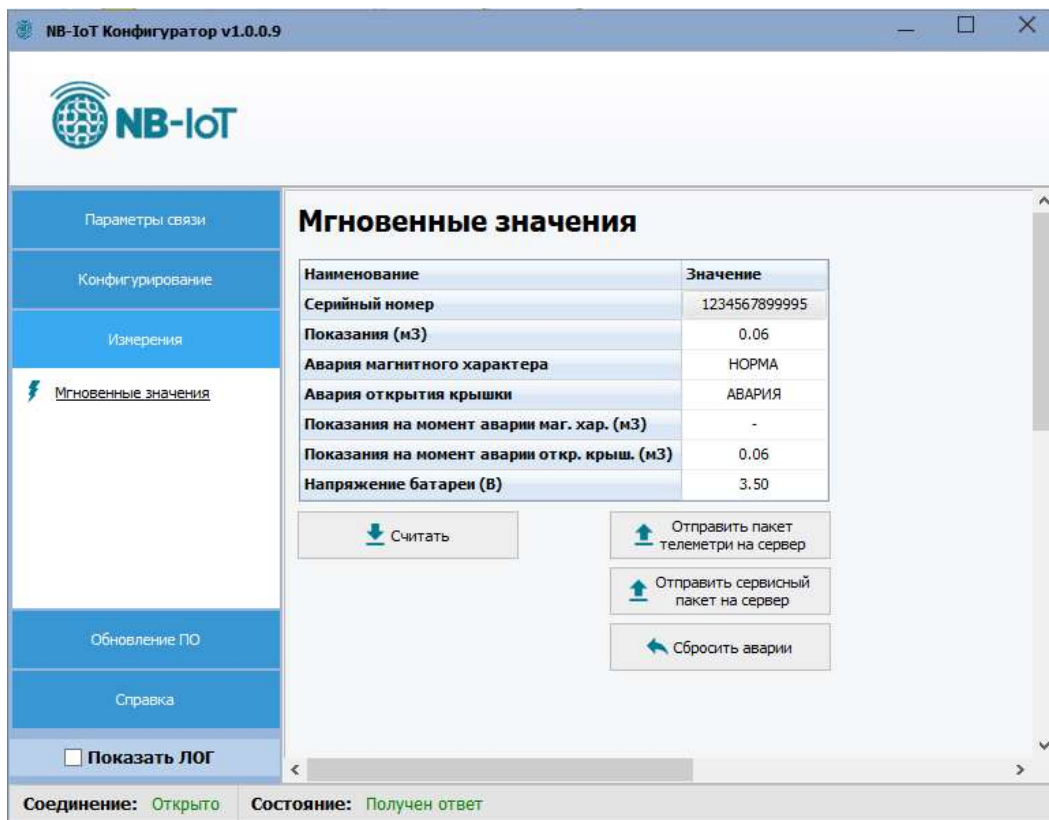 NB-IoT Конфигуратор v1.0.0.9
NB-IoT
Параметры связи
Конфигурирование
Измерения
Мгновенные значения
Обновление ПО
Справка
Показать ЛОГ
Мгновенные значения
Наименование Значение
Серийный номер 1234567899995
Показания (м3) 0.06
Авария магнитного характера НОРМА
Авария открытия крышки АВАРИЯ
Показания на момент аварии маг. хар. (м3) -
Показания на момент аварии откр. крыш. (м3) 0.06
Напряжение батареи (В) 3.50
Считать
Отправить пакет
телеметри на сервер
Отправить сервисный
пакет на сервер
Сбросить аварии
Соединение: Открыто Состояние: Получен ответ